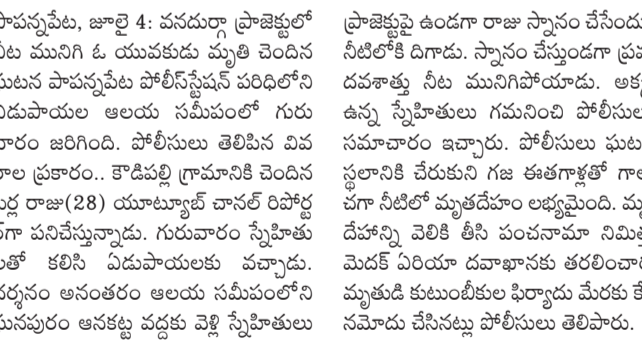 పాపన్నపేట, జూలై 4: వనదుర్గా ప్రాజెక్టులో
నీట మునిగి ఓ యువకుడు మృతి చెందిన
ఘటన పాపన్నపేట పోలీస్‌స్టేషన్ పరిధిలోని
ఏడుపాయల ఆలయ సమీపంలో గురు
వారం జరిగింది. పోలీసులు తెలిపిన వివ
రాల ప్రకారం.. కౌడిపల్లి గ్రామానికి చెందిన
రాజు(28) యూట్యూబ్ చానల్ రిపోర్ట
ర్‌గా పనిచేస్తున్నాడు. గురువారం స్నేహితు
లతో కలిసి ఏడుపాయలకు వచ్చాడు.
దర్శనం అనంతరం ఆలయ సమీపంలోని
ఘనపురం ఆనకట్ట వద్దకు వెళ్లి స్నేహితులు
ప్రాజెక్టుపై ఉండగా రాజు స్నానం చేసేందు
నీటిలోకి దిగాడు. స్నానం చేస్తుండగా ప్రమా
దవశాత్తు నీట మునిగిపోయాడు. అక్క
ఉన్న స్నేహితులు గమనించి పోలీసుల
సమాచారం ఇచ్చారు. పోలీసులు ఘట
స్థలానికి చేరుకుని గజ ఈతగాళ్లతో గా
చగా నీటిలో మృతదేహం లభ్యమైంది. మృ
దేహాన్ని వెలికి తీసి పంచనామా నిమిత
మెదక్ ఏరియా దవాఖానకు తరలించా
మృతుడి కుటుంబీకుల ఫిర్యాదు మేరకు కే
నమోదు చేసినట్లు పోలీసులు తెలిపారు.